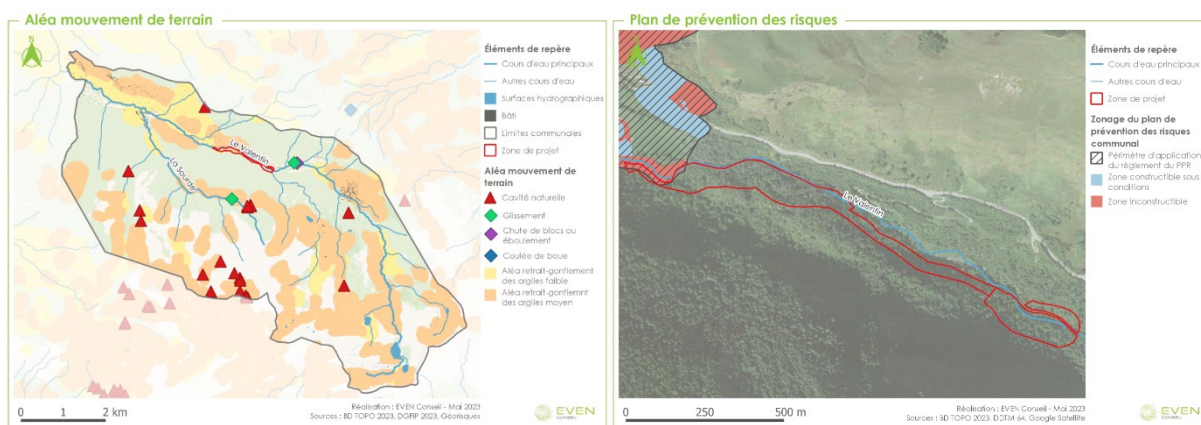 Aléa mouvement de terrain
N
Le Valentin
La Sourde
Éléments de repère
Cours d'eau principaux
Autres cours d'eau
Surfaces hydrographiques
Bâti
Limites communales
Zone de projet
Aléa mouvement de
terrain
Cavité naturelle
Glissement
Chute de blocs ou
éboulement
Coulée de boue
Aléa retrait-gonflement
des argiles faible
Aléa retrait-gonflemnt
des argiles moyen
0 1 2 km
Réalisation : EVEN Conseil - Mai 2023
Sources : BD TOPO 2023, DGFIP 2023, Géorisques
EVEN
CONSEIL
Plan de prévention des risques
Le Valentin
Éléments de repère
Cours d'eau principaux
Autres cours d'eau
Zone de projet
Zonage du plan de
prévention des risques
communal
Périmètre d'application
du règlement du PPR
Zone constructible sous
conditions
Zone inconstructible
0 250 500 m
Réalisation : EVEN Conseil - Mai 2023
Sources : BD TOPO 2023, DDTM 64, Google Satellite
EVEN
CONSEIL